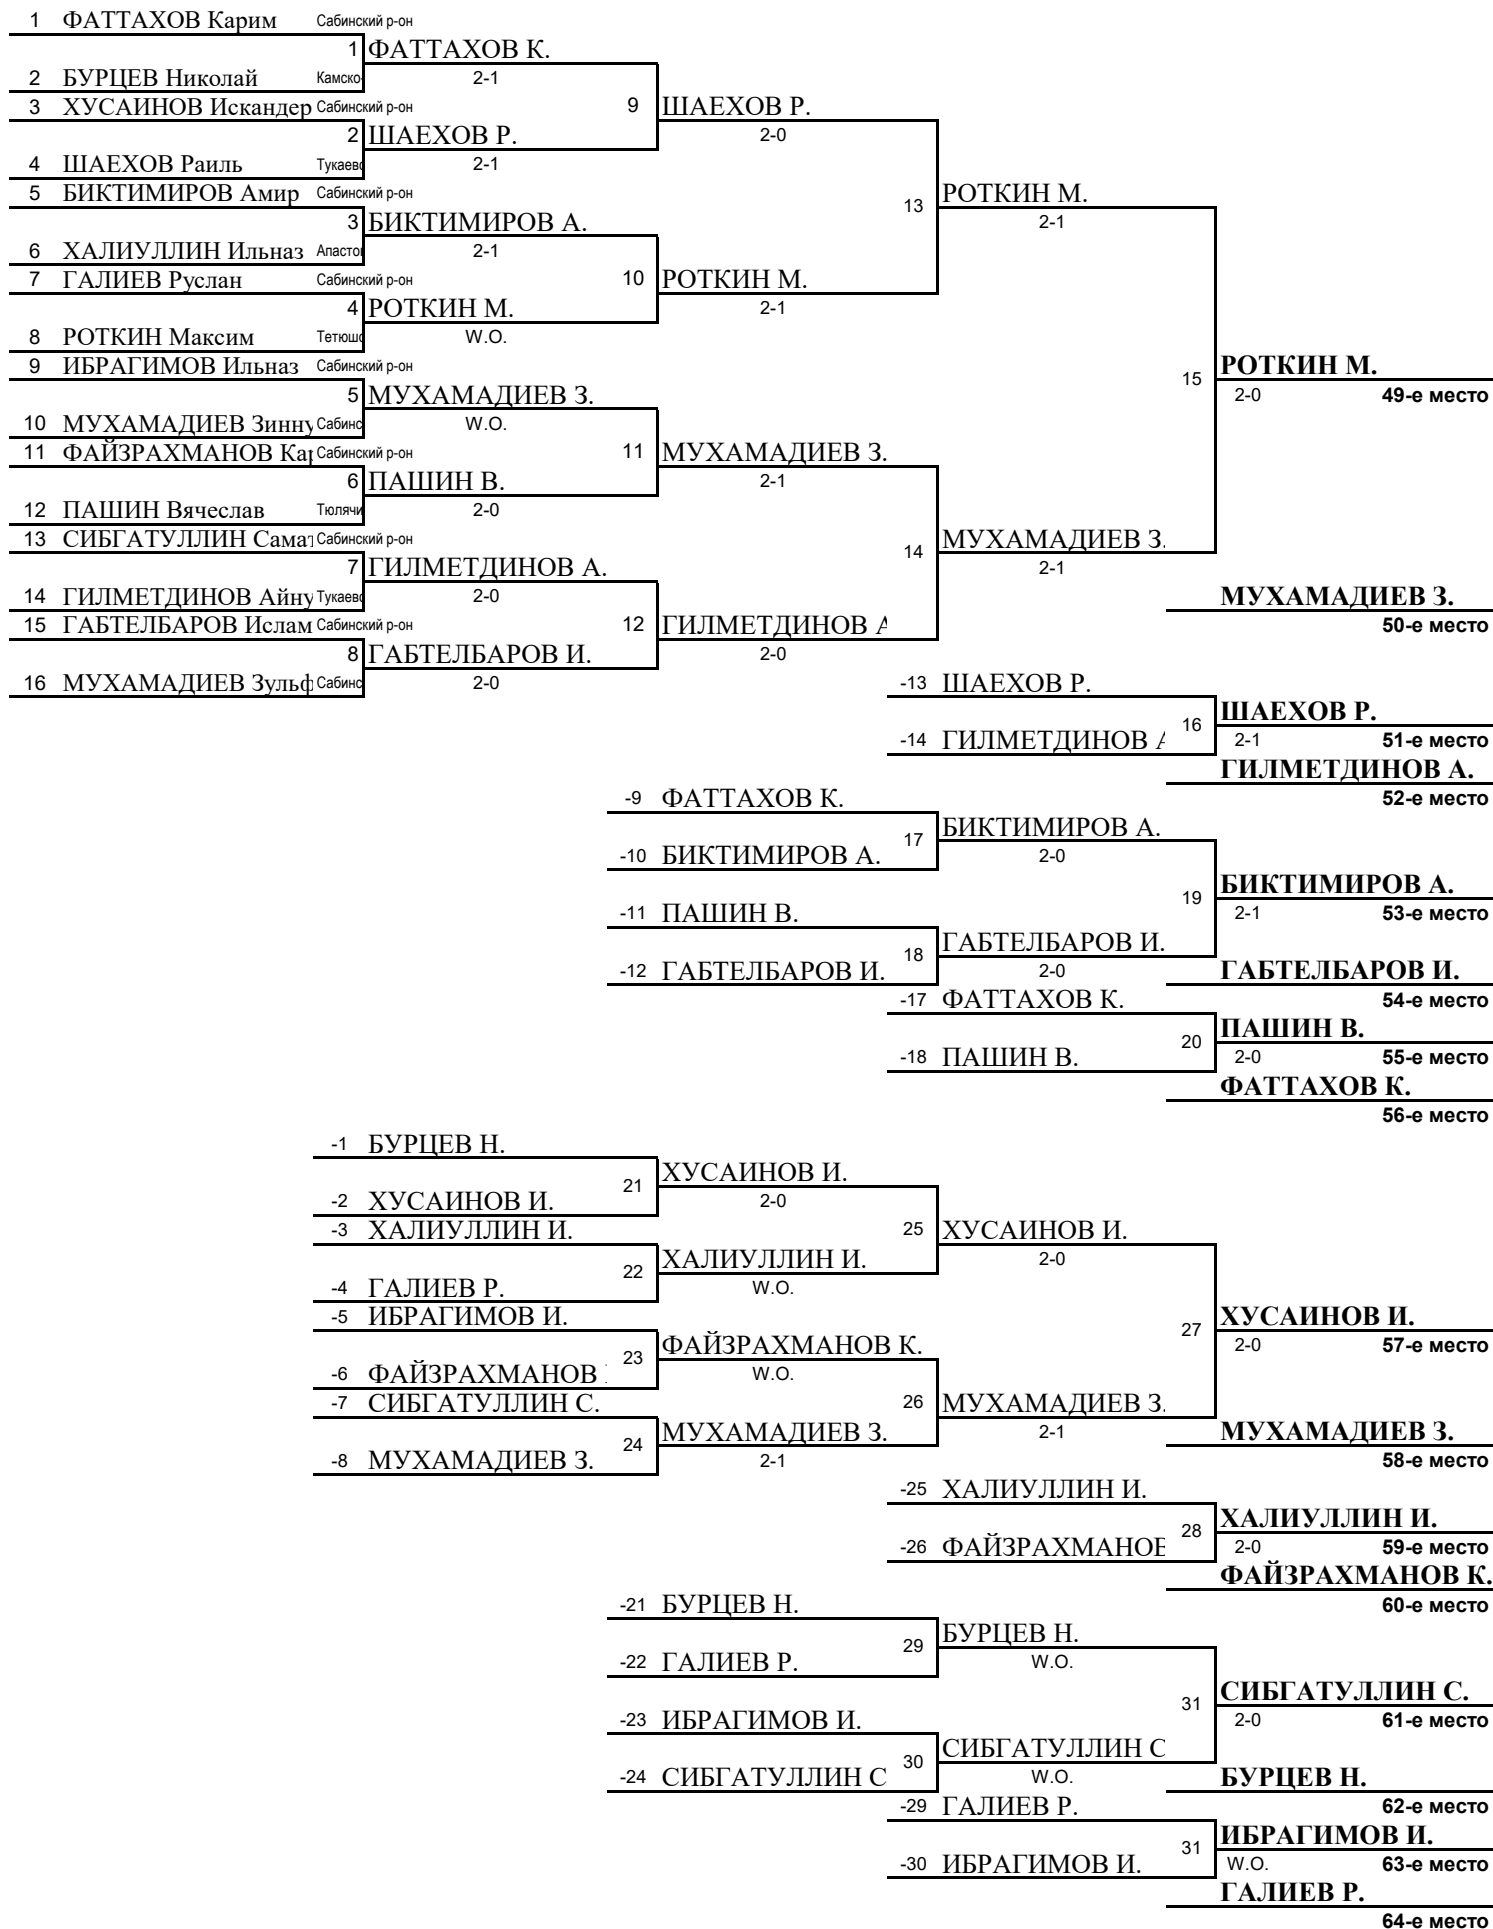 1 ФАТТАХОВ Карим Сабинский р-он
1 ФАТТАХОВ К.
2 БУРЦЕВ Николай Камско- 2-1
3 ХУСАИНОВ Искандер Сабинский р-он 9 ШАЕХОВ Р.
2 ШАЕХОВ Р. 2-0
4 ШАЕХОВ Раиль Тукаевс 2-1
5 БИКТИМИРОВ Амир Сабинский р-он 13 РОТКИН М.
3 БИКТИМИРОВ А. 2-1
6 ХАЛИУЛЛИН Ильназ Апастов 2-1
7 ГАЛИЕВ Руслан Сабинский р-он 10 РОТКИН М.
4 РОТКИН М. 2-1
8 РОТКИН Максим Тетюшс W.O.
9 ИБРАГИМОВ Ильназ Сабинский р-он 15 РОТКИН М.
5 МУХАМАДИЕВ З. 2-0 49-е место
10 МУХАМАДИЕВ Зинну Сабинс W.O.
11 ФАЙЗРАХМАНОВ Кар Сабинский р-он 11 МУХАМАДИЕВ З.
6 ПАШИН В. 2-1
12 ПАШИН Вячеслав Тюлячи 2-0
13 СИБГАТУЛЛИН Самат Сабинский р-он 14 МУХАМАДИЕВ З.
7 ГИЛМЕТДИНОВ А. 2-1
14 ГИЛМЕТДИНОВ Айну Тукаевс 2-0 МУХАМАДИЕВ З.
15 ГАБТЕЛБАРОВ Ислам Сабинский р-он 12 ГИЛМЕТДИНОВ А 50-е место
8 ГАБТЕЛБАРОВ И. 2-0
16 МУХАМАДИЕВ Зульф Сабинс 2-0 -13 ШАЕХОВ Р.
16 ШАЕХОВ Р.
-14 ГИЛМЕТДИНОВ А 2-1 51-е место
ГИЛМЕТДИНОВ А.
-9 ФАТТАХОВ К. 52-е место
17 БИКТИМИРОВ А.
-10 БИКТИМИРОВ А. 2-0
19 БИКТИМИРОВ А.
-11 ПАШИН В. 2-1 53-е место
18 ГАБТЕЛБАРОВ И.
-12 ГАБТЕЛБАРОВ И. 2-0 ГАБТЕЛБАРОВ И.
-17 ФАТТАХОВ К. 54-е место
20 ПАШИН В.
-18 ПАШИН В. 2-0 55-е место
ФАТТАХОВ К.
56-е место
-1 БУРЦЕВ Н.
21 ХУСАИНОВ И.
-2 ХУСАИНОВ И. 2-0
-3 ХАЛИУЛЛИН И. 25 ХУСАИНОВ И.
22 ХАЛИУЛЛИН И. 2-0
-4 ГАЛИЕВ Р. W.O.
-5 ИБРАГИМОВ И. 27 ХУСАИНОВ И.
23 ФАЙЗРАХМАНОВ К. 2-0 57-е место
-6 ФАЙЗРАХМАНОВ W.O.
-7 СИБГАТУЛЛИН С. 26 МУХАМАДИЕВ З.
24 МУХАМАДИЕВ З. 2-1 МУХАМАДИЕВ З.
-8 МУХАМАДИЕВ З. 2-1 58-е место
-25 ХАЛИУЛЛИН И.
28 ХАЛИУЛЛИН И.
-26 ФАЙЗРАХМАНОВ 2-0 59-е место
ФАЙЗРАХМАНОВ К.
-21 БУРЦЕВ Н. 60-е место
29 БУРЦЕВ Н.
-22 ГАЛИЕВ Р. W.O.
31 СИБГАТУЛЛИН С.
-23 ИБРАГИМОВ И. 2-0 61-е место
30 СИБГАТУЛЛИН С
-24 СИБГАТУЛЛИН С W.O. БУРЦЕВ Н.
-29 ГАЛИЕВ Р. 62-е место
31 ИБРАГИМОВ И.
-30 ИБРАГИМОВ И. W.O. 63-е место
ГАЛИЕВ Р.
64-е место